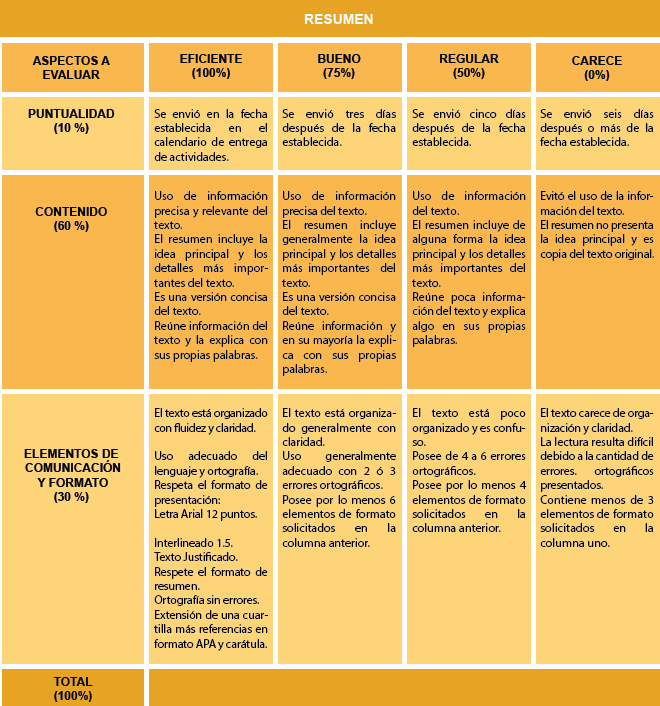 RESUMEN
ASPECTOS A
EVALUAR
EFICIENTE
(100%)
BUENO
(75%)
REGULAR
(50%)
CARECE
(0%)
PUNTUALIDAD
(10 %)
Se envió en la fecha
establecida en el
calendario de entrega
de actividades.
Se envió tres días
después de la fecha
establecida.
Se envió cinco días
después de la fecha
establecida.
Se envió seis días
después o más de la
fecha establecida.
CONTENIDO
(60 %)
Uso de información
precisa y relevante del
texto.
El resumen incluye la
idea principal y los
detalles más impor-
tantes del texto.
Es una versión concisa
del texto.
Reúne información del
texto y la explica con
sus propias palabras.
Uso de información
precisa del texto.
El resumen incluye
generalmente la idea
principal y los detalles
más importantes del
texto.
Es una versión concisa
del texto.
Reúne información y
en su mayoría la expli-
ca con sus propias
palabras.
Uso de información
del texto.
El resumen incluye de
alguna forma la idea
principal y los detalles
más importantes del
texto.
Reúne poca informa-
ción del texto y explica
algo en sus propias
palabras.
Evitó el uso de la infor-
mación del texto.
El resumen no presenta
la idea principal y es
copia del texto original.
ELEMENTOS DE
COMUNICACIÓN
Y FORMATO
(30 %)
El texto está organizado
con fluidez y claridad.
Uso adecuado del
lenguaje y ortografía.
Respeta el formato de
presentación:
Letra Arial 12 puntos.
Interlineado 1.5.
Texto Justificado.
Respete el formato de
resumen.
Ortografía sin errores.
Extensión de una cuar-
tilla más referencias en
formato APA y carátula.
El texto está organiza-
do generalmente con
claridad.
Uso generalmente
adecuado con 2 ó 3
errores ortográficos.
Posee por lo menos 6
elementos de formato
solicitados en la
columna anterior.
El texto está poco
organizado y es confu-
so.
Posee de 4 a 6 errores
ortográficos.
Posee por lo menos 4
elementos de formato
solicitados en la
columna anterior.
El texto carece de orga-
nización y claridad.
La lectura resulta difícil
debido a la cantidad de
errores. ortográficos
presentados.
Contiene menos de 3
elementos de formato
solicitados en la
columna uno.
TOTAL
(100%)